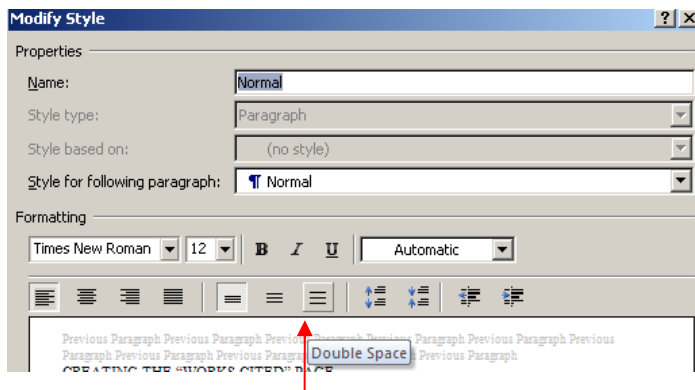 Modify Style
Properties
Name: Normal
Style type: Paragraph
Style based on: (no style)
Style for following paragraph: ¶ Normal
Formatting
Times New Roman 12 B I U Automatic
Previous Paragraph Previous Paragraph Previous Paragraph Previous Paragraph Previous Paragraph Previous
Paragraph Previous Paragraph Previous Paragraph Previous Paragraph
Double Space
CREATING THE “WORKS CITED” PAGE